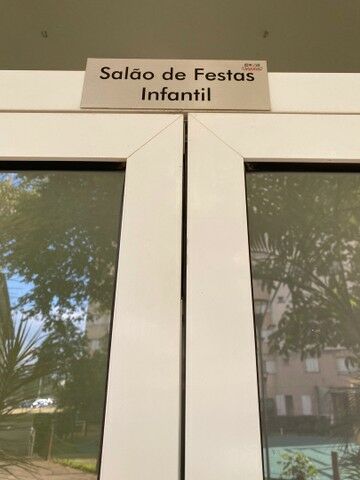 Salão de Festas
Infantil